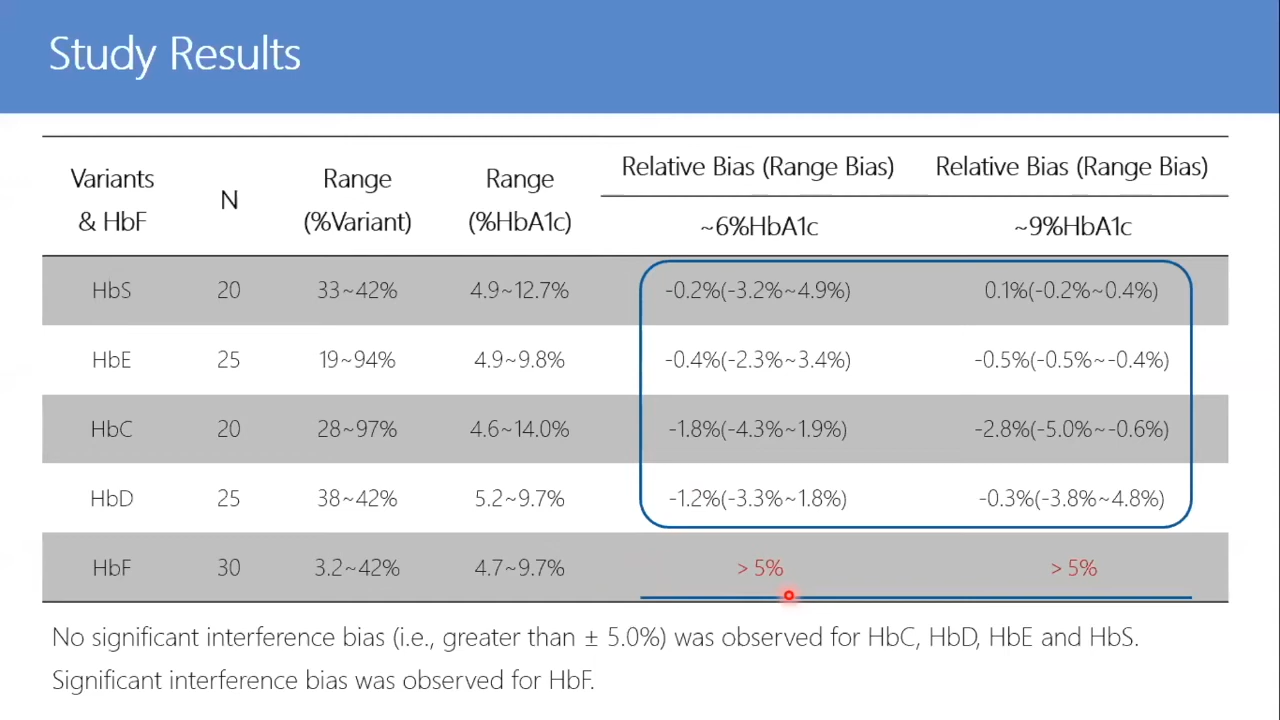 Study Results
Variants & HbF N Range (%Variant) Range (%HbA1c) Relative Bias (Range Bias) Relative Bias (Range Bias)
~6%HbA1c ~9%HbA1c
HbS 20 33~42% 4.9~12.7% -0.2%(-3.2%~4.9%) 0.1%(-0.2%~0.4%)
HbE 25 19~94% 4.9~9.8% -0.4%(-2.3%~3.4%) -0.5%(-0.5%~-0.4%)
HbC 20 28~97% 4.6~14.0% -1.8%(-4.3%~1.9%) -2.8%(-5.0%~-0.6%)
HbD 25 38~42% 5.2~9.7% -1.2%(-3.3%~1.8%) -0.3%(-3.8%~4.8%)
HbF 30 3.2~42% 4.7~9.7% > 5% > 5%
No significant interference bias (i.e., greater than ± 5.0%) was observed for HbC, HbD, HbE and HbS.
Significant interference bias was observed for HbF.